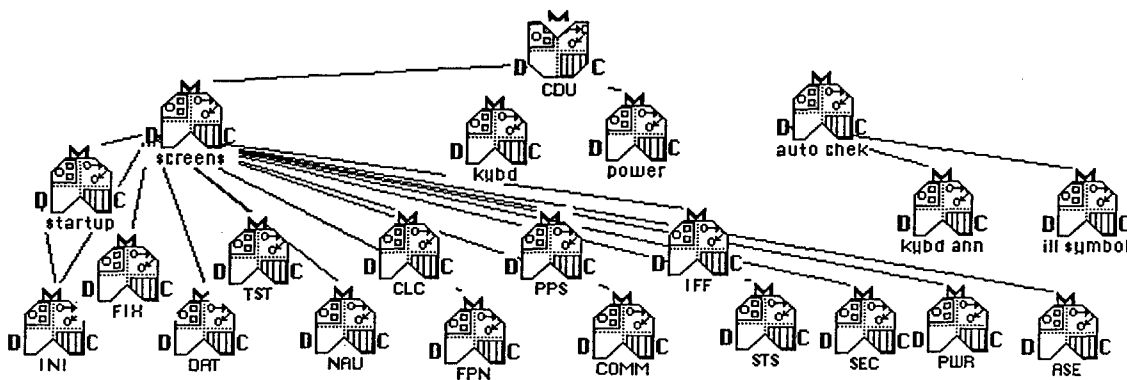 M
D C
CDU
M
D C
screens
M
D C
kybd
M
D C
power
M
D C
auto chek
M
D C
startup
M
D C
kybd ann
M
D C
ill symbol
M
D C
FIX
M
D C
TST
M
D C
CLC
M
D C
PPS
M
D C
IFF
M
D C
INI
M
D C
DAT
M
D C
NAV
M
D C
FPN
M
D C
COMM
M
D C
STS
M
D C
SEC
M
D C
PWR
M
D C
ASE